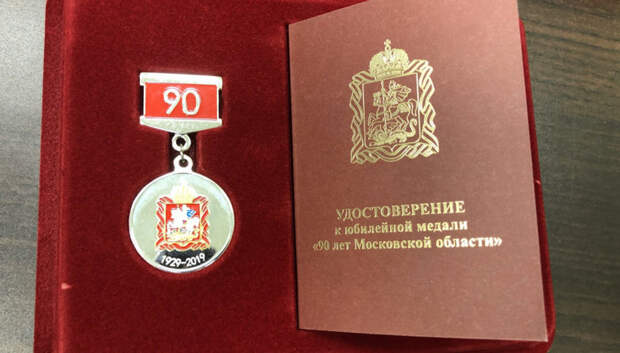 90
1929-2019
УДОСТОВЕРЕНИЕ
к юбилейной медали
«90 лет Московской области»